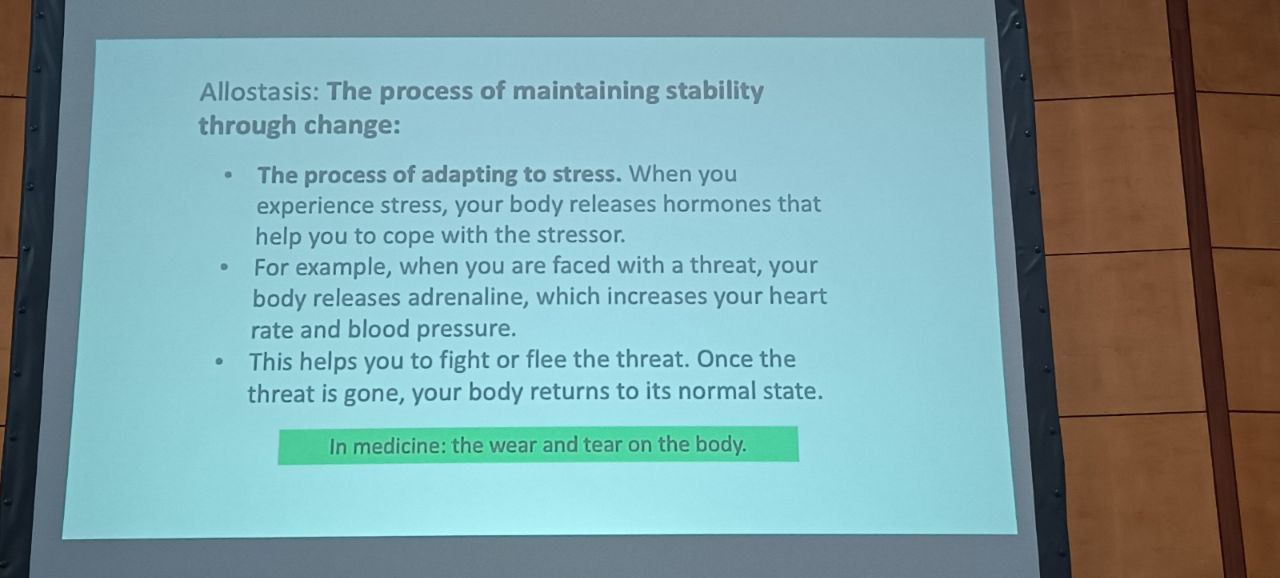 Allostasis: The process of maintaining stability
through change:
• The process of adapting to stress. When you
experience stress, your body releases hormones that
help you to cope with the stressor.
• For example, when you are faced with a threat, your
body releases adrenaline, which increases your heart
rate and blood pressure.
• This helps you to fight or flee the threat. Once the
threat is gone, your body returns to its normal state.
In medicine: the wear and tear on the body.